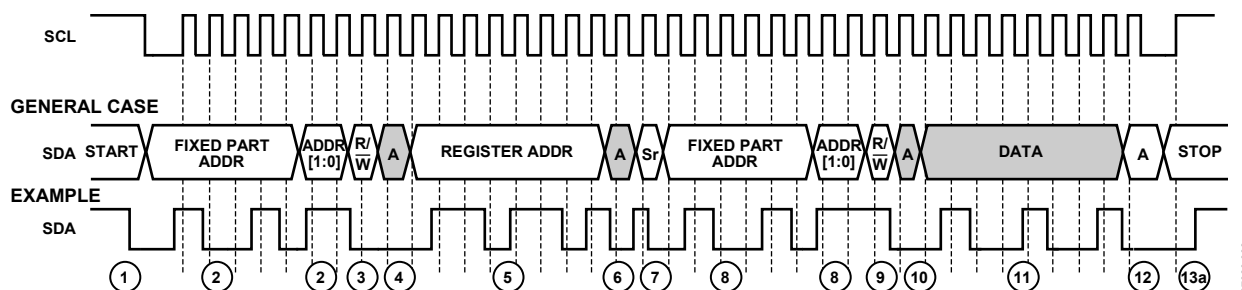 SCL
GENERAL CASE
SDA START FIXED PART ADDR ADDR [1:0] R/W A REGISTER ADDR A Sr FIXED PART ADDR ADDR [1:0] R/W A DATA A STOP
EXAMPLE
SDA
1 2 2 3 4 5 6 7 8 8 9 10 11 12 13a